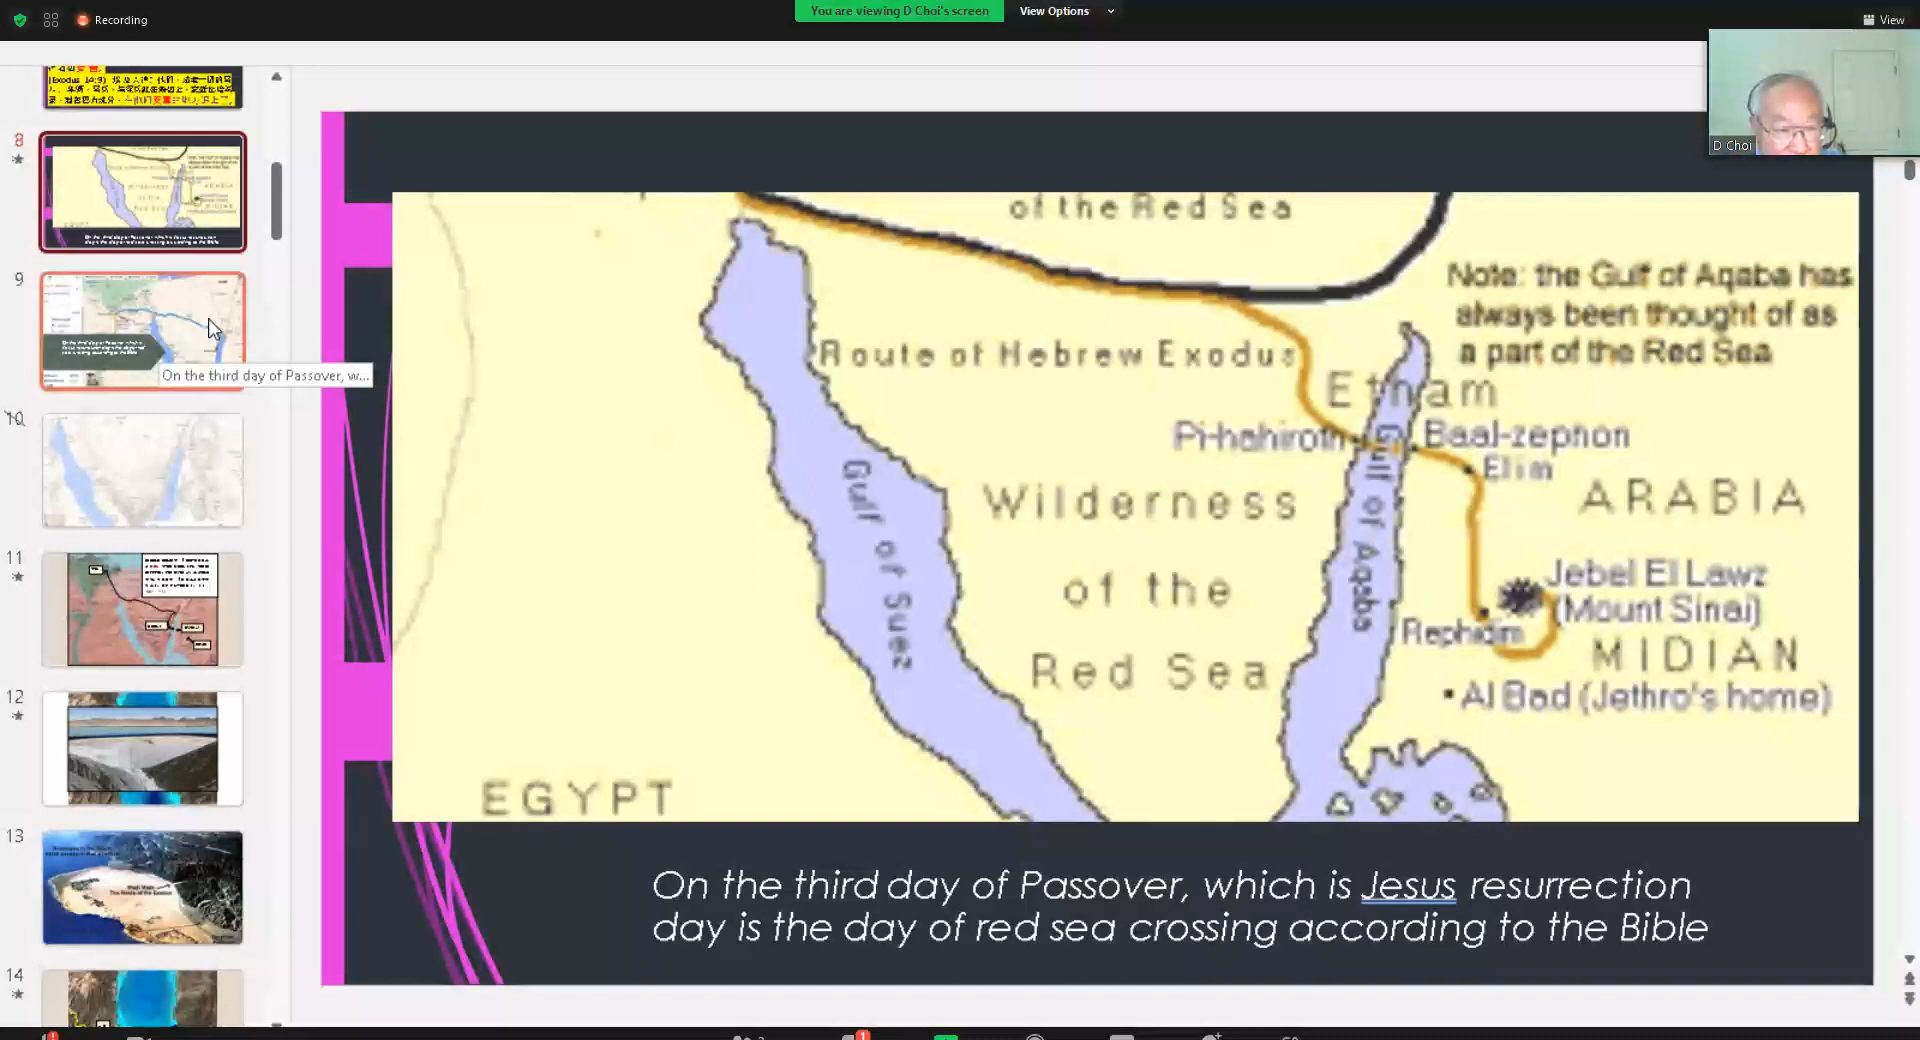 Recording
You are viewing D Choi's screen
View Options
View
D Choi
8
9
On the third day of Passover, w...
10
11
12
13
14
of the Red Sea
Note: the Gulf of Aqaba has
always been thought of as
a part of the Red Sea
Route of Hebrew Exodus
Etham
Pi-hahiroth
Baal-zephon
Elim
Gulf of Suez
Gulf of Aqaba
Wilderness
of the
Red Sea
ARABIA
Jebel El Lawz
(Mount Sinai)
Rephidim
MIDIAN
Al Bad (Jethro's home)
EGYPT
On the third day of Passover, which is Jesus resurrection
day is the day of red sea crossing according to the Bible